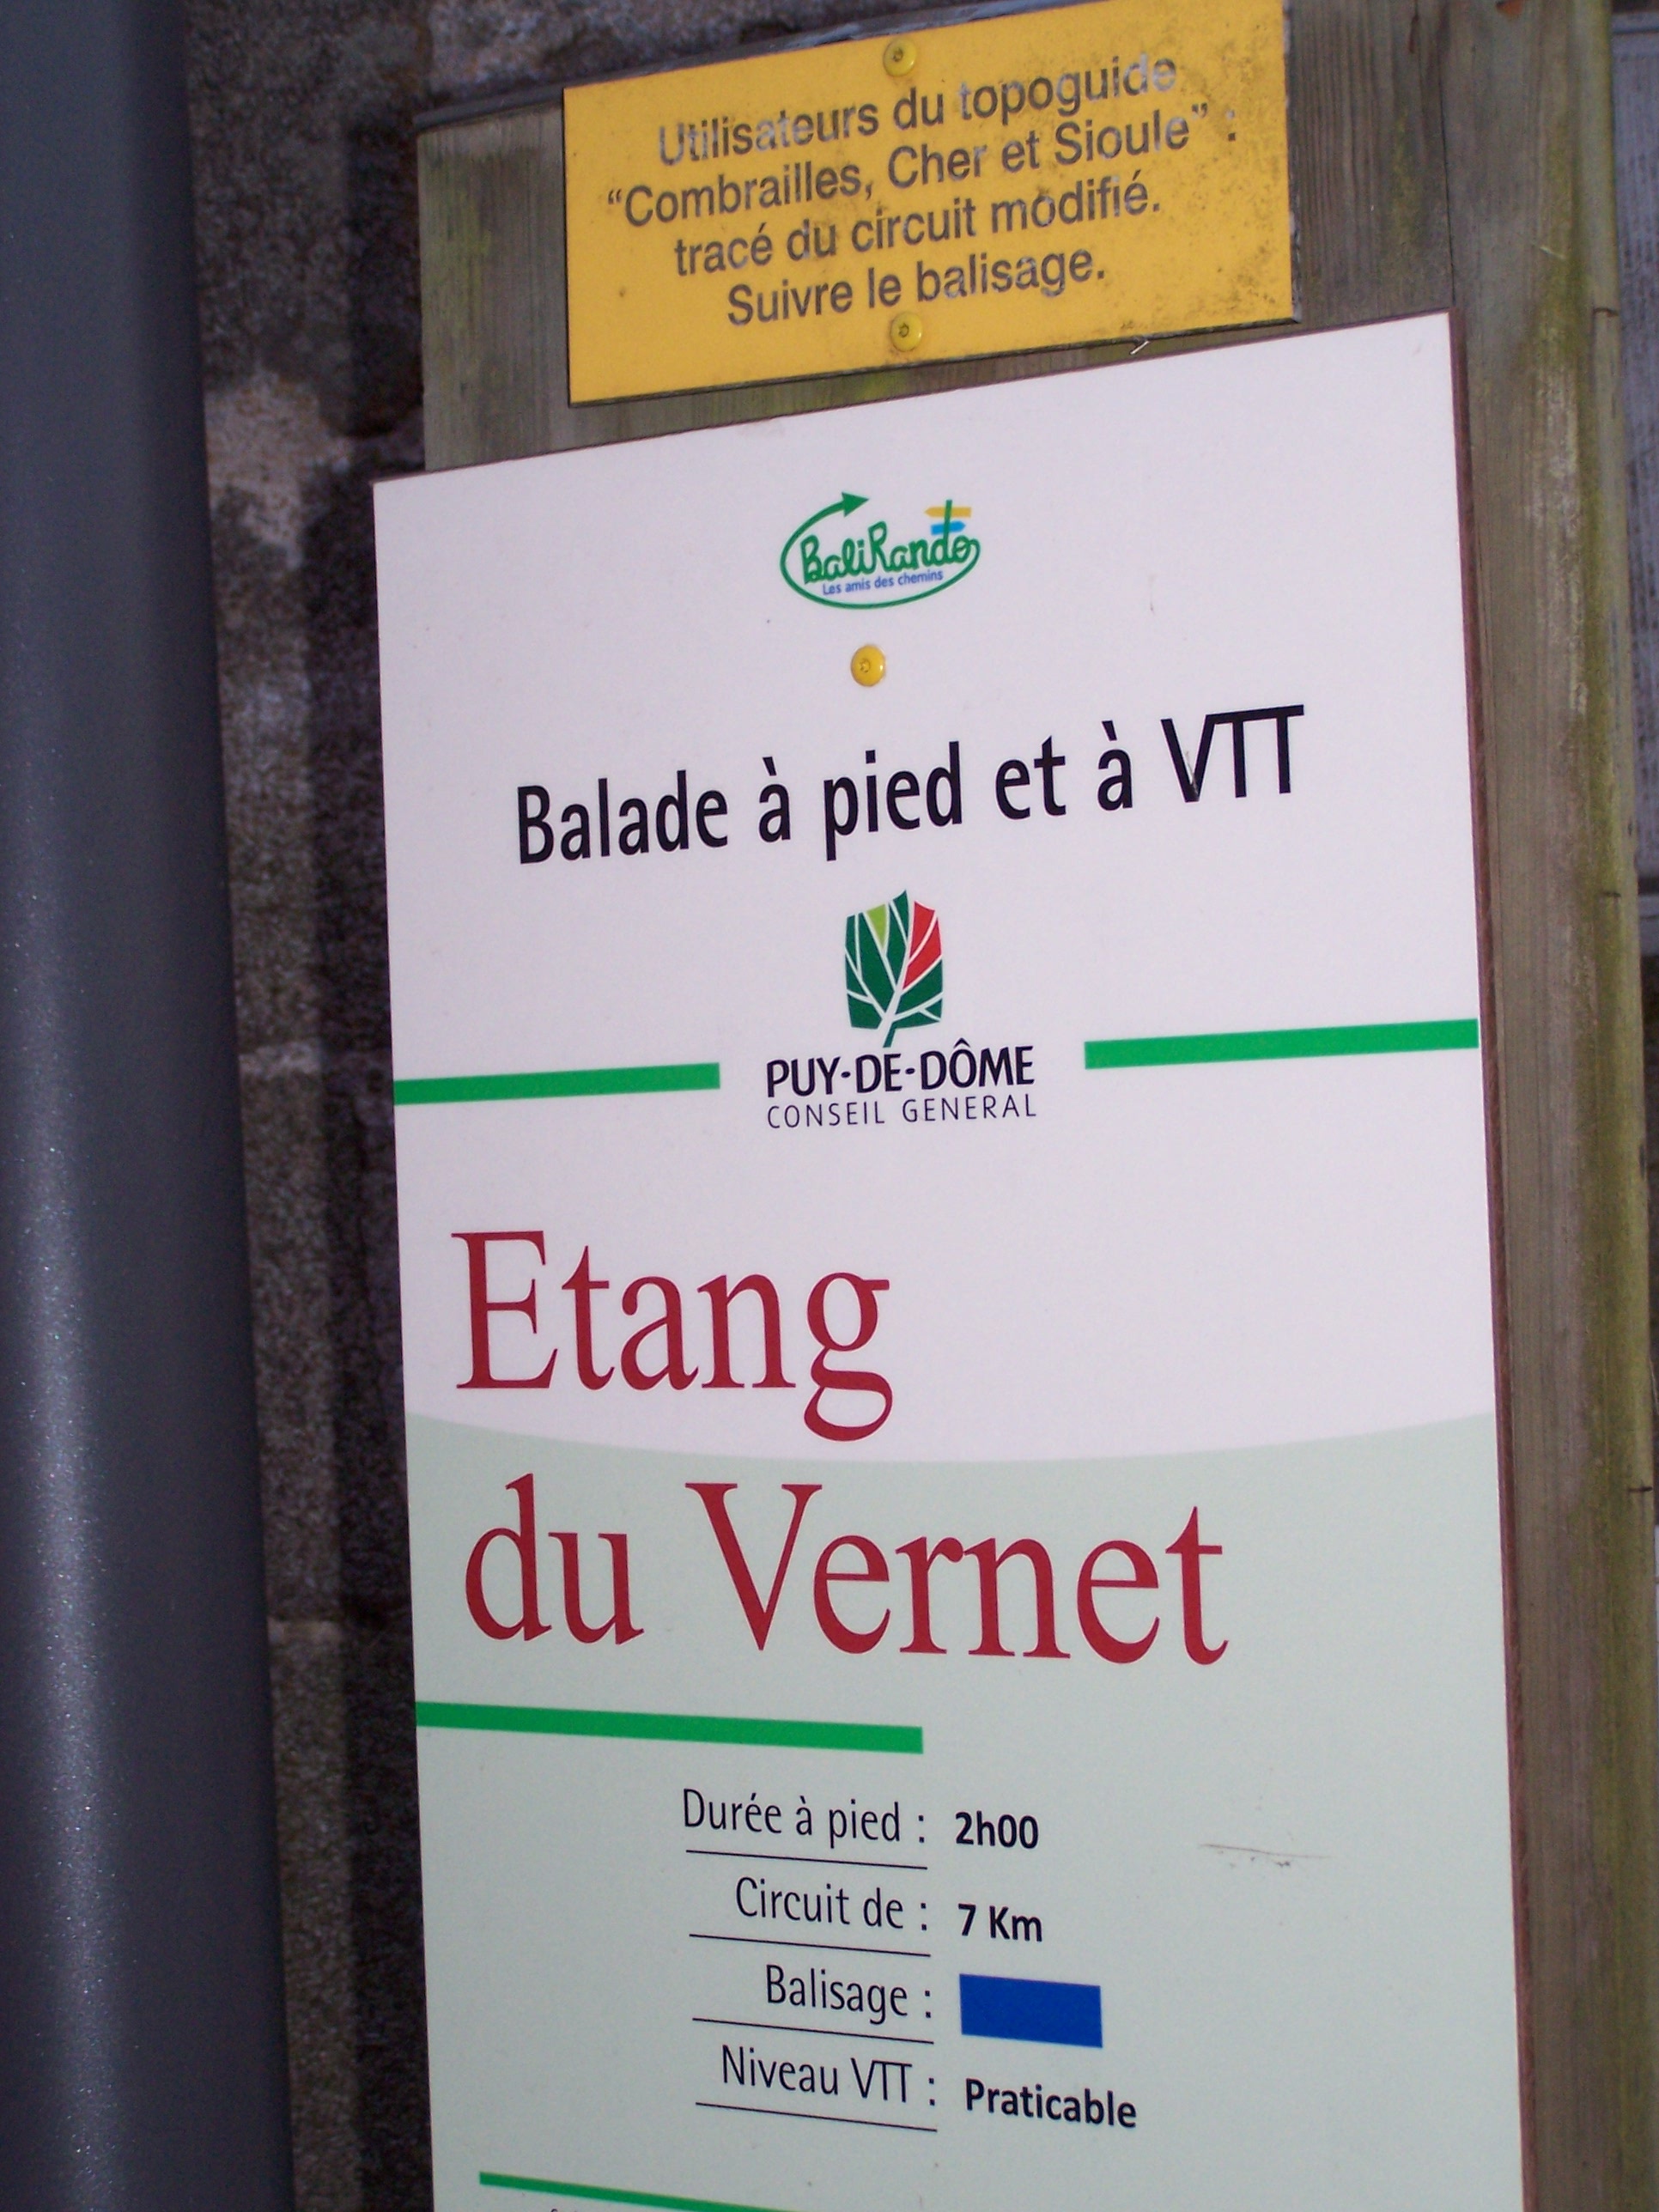 Utilisateurs du topoguide
“Combrailles, Cher et Sioule” :
tracé du circuit modifié.
Suivre le balisage.
BaliRando
Les amis des chemins
Balade à pied et à VTT
PUY-DE-DÔME
CONSEIL GENERAL
Etang
du Vernet
Durée à pied : 2h00
Circuit de : 7 Km
Balisage :
Niveau VTT : Praticable